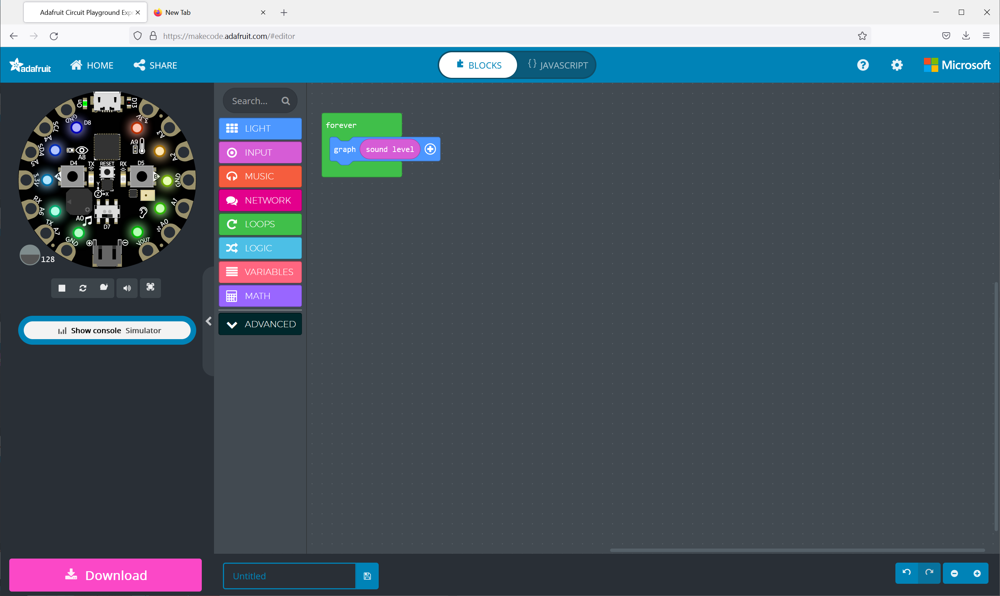 Adafruit Circuit Playground Expr
New Tab
https://makecode.adafruit.com/#editor
adafruit
HOME
SHARE
BLOCKS
{} JAVASCRIPT
Microsoft
On
D13
GND
D8
3.3V
SCL
A4
A3
A9
SDA
A8
A2
A5
D4
TX
RESET
RX
D5
3.3V
A
B
GND
Y
Z
X
RX
A6
A1
A0
TX
A7
D7
A0
GND
VOUT
128
Show console Simulator
Search...
LIGHT
INPUT
MUSIC
NETWORK
LOOPS
LOGIC
VARIABLES
MATH
ADVANCED
forever
graph sound level
Download
Untitled